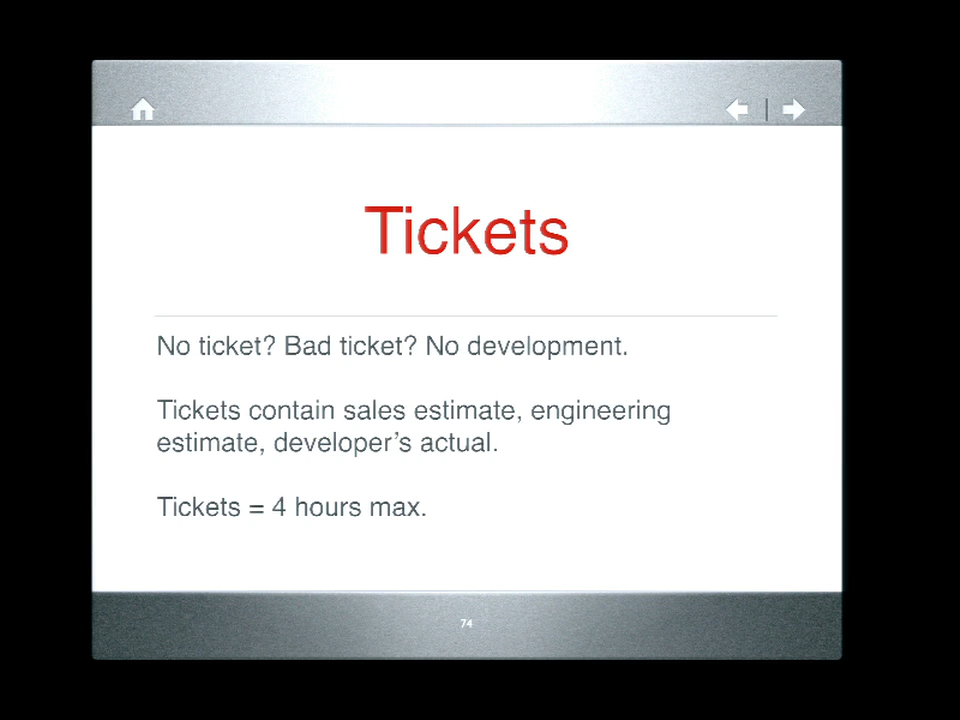 Tickets
No ticket? Bad ticket? No development.
Tickets contain sales estimate, engineering
estimate, developer's actual.
Tickets = 4 hours max.
74